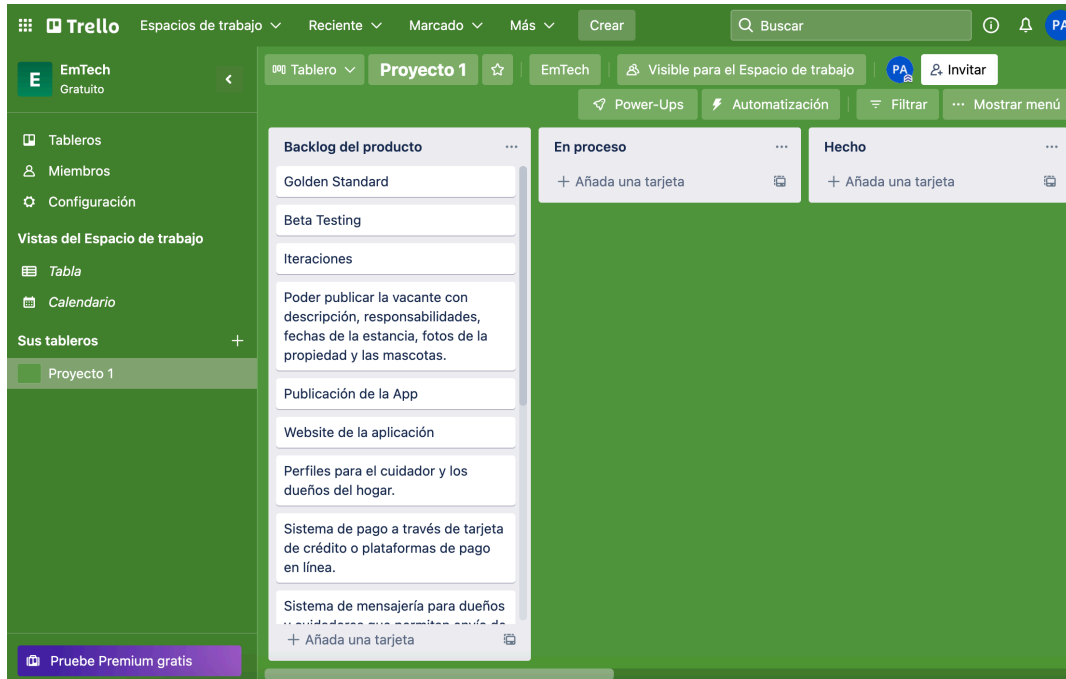 Trello Espacios de trabajo Reciente Marcado Más Crear Buscar PA
E EmTech
Gratuito
Tablero Proyecto 1 EmTech Visible para el Espacio de trabajo PA Invitar
Power-Ups Automatización Filtrar ... Mostrar menú
Tableros
Miembros
Configuración
Vistas del Espacio de trabajo
Tabla
Calendario
Sus tableros +
Proyecto 1
Pruebe Premium gratis
Backlog del producto ...
Golden Standard
Beta Testing
Iteraciones
Poder publicar la vacante con
descripción, responsabilidades,
fechas de la estancia, fotos de la
propiedad y las mascotas.
Publicación de la App
Website de la aplicación
Perfiles para el cuidador y los
dueños del hogar.
Sistema de pago a través de tarjeta
de crédito o plataformas de pago
en línea.
Sistema de mensajería para dueños
y cuidadores que permitan envío de
+ Añada una tarjeta
En proceso ...
+ Añada una tarjeta
Hecho ...
+ Añada una tarjeta